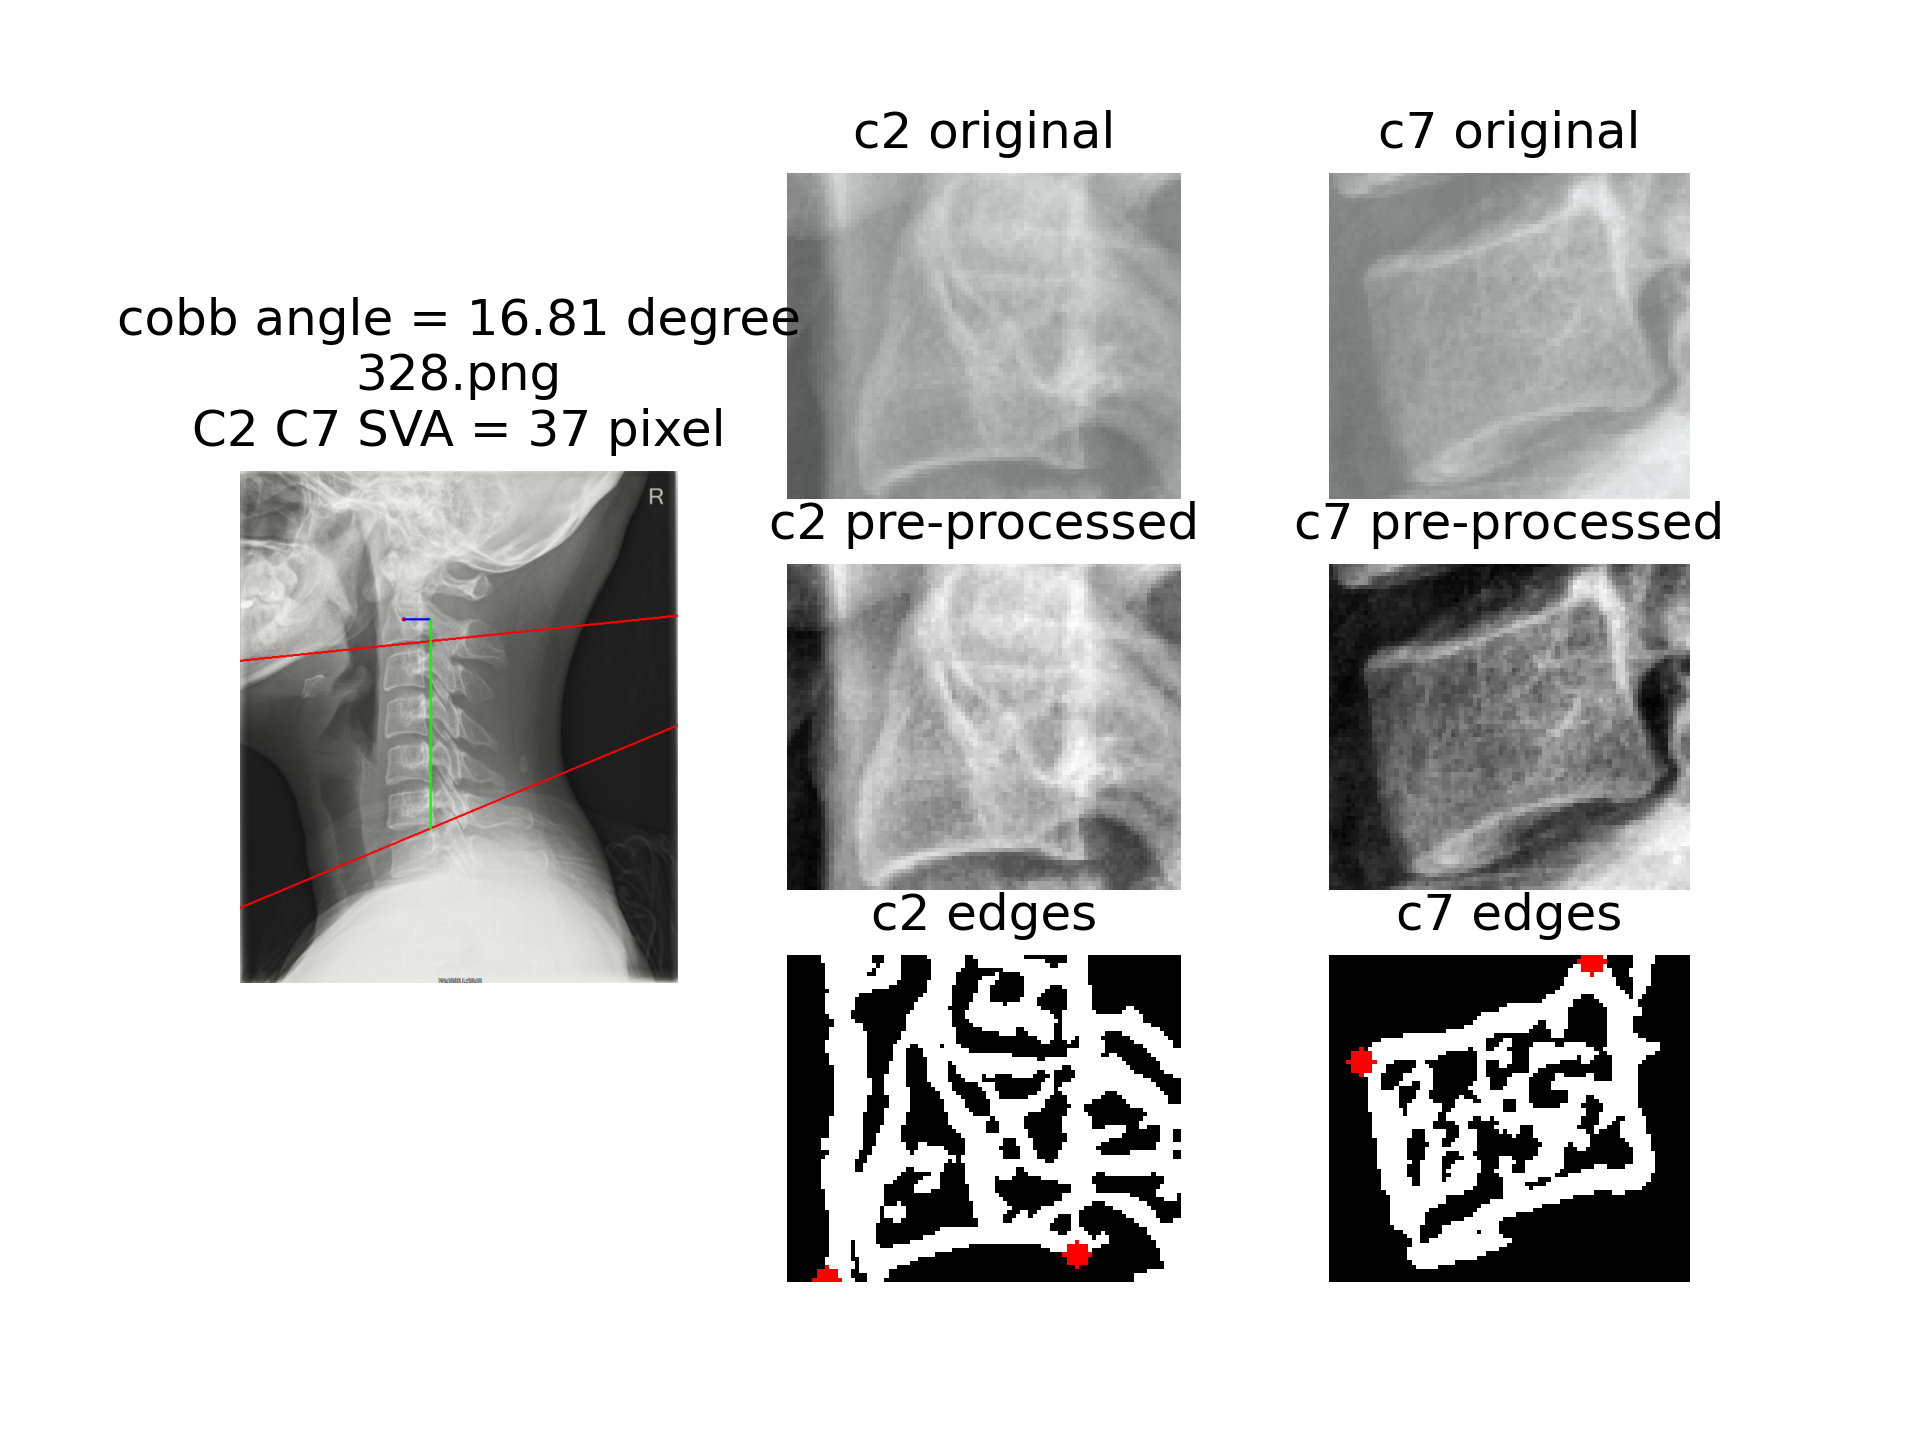 cobb angle = 16.81 degree
328.png
C2 C7 SVA = 37 pixel
R
c2 original
c7 original
c2 pre-processed
c7 pre-processed
c2 edges
c7 edges